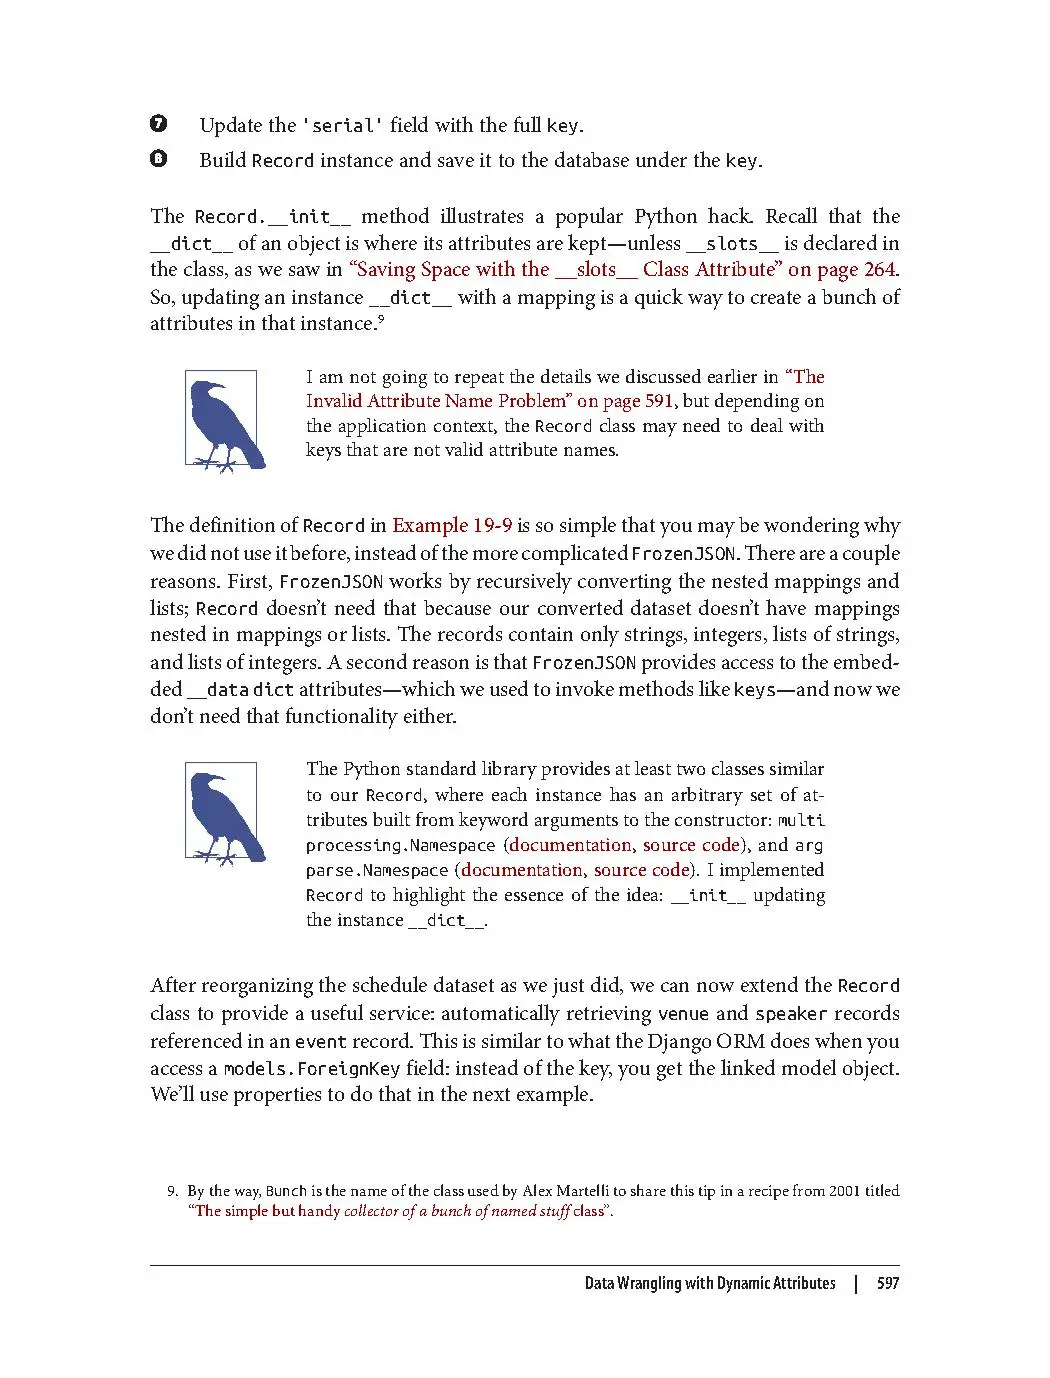 ❼ Update the 'serial' field with the full key.
❽ Build Record instance and save it to the database under the key.
The Record.__init__ method illustrates a popular Python hack. Recall that the
__dict__ of an object is where its attributes are kept—unless __slots__ is declared in
the class, as we saw in “Saving Space with the __slots__ Class Attribute” on page 264.
So, updating an instance __dict__ with a mapping is a quick way to create a bunch of
attributes in that instance.⁹
I am not going to repeat the details we discussed earlier in “The
Invalid Attribute Name Problem” on page 591, but depending on
the application context, the Record class may need to deal with
keys that are not valid attribute names.
The definition of Record in Example 19-9 is so simple that you may be wondering why
we did not use it before, instead of the more complicated FrozenJSON. There are a couple
reasons. First, FrozenJSON works by recursively converting the nested mappings and
lists; Record doesn’t need that because our converted dataset doesn’t have mappings
nested in mappings or lists. The records contain only strings, integers, lists of strings,
and lists of integers. A second reason is that FrozenJSON provides access to the embed-
ded __data dict attributes—which we used to invoke methods like keys—and now we
don’t need that functionality either.
The Python standard library provides at least two classes similar
to our Record, where each instance has an arbitrary set of at-
tributes built from keyword arguments to the constructor: multi
processing.Namespace (documentation, source code), and arg
parse.Namespace (documentation, source code). I implemented
Record to highlight the essence of the idea: __init__ updating
the instance __dict__.
After reorganizing the schedule dataset as we just did, we can now extend the Record
class to provide a useful service: automatically retrieving venue and speaker records
referenced in an event record. This is similar to what the Django ORM does when you
access a models.ForeignKey field: instead of the key, you get the linked model object.
We’ll use properties to do that in the next example.
9. By the way, Bunch is the name of the class used by Alex Martelli to share this tip in a recipe from 2001 titled
“The simple but handy collector of a bunch of named stuff class”.
Data Wrangling with Dynamic Attributes | 597